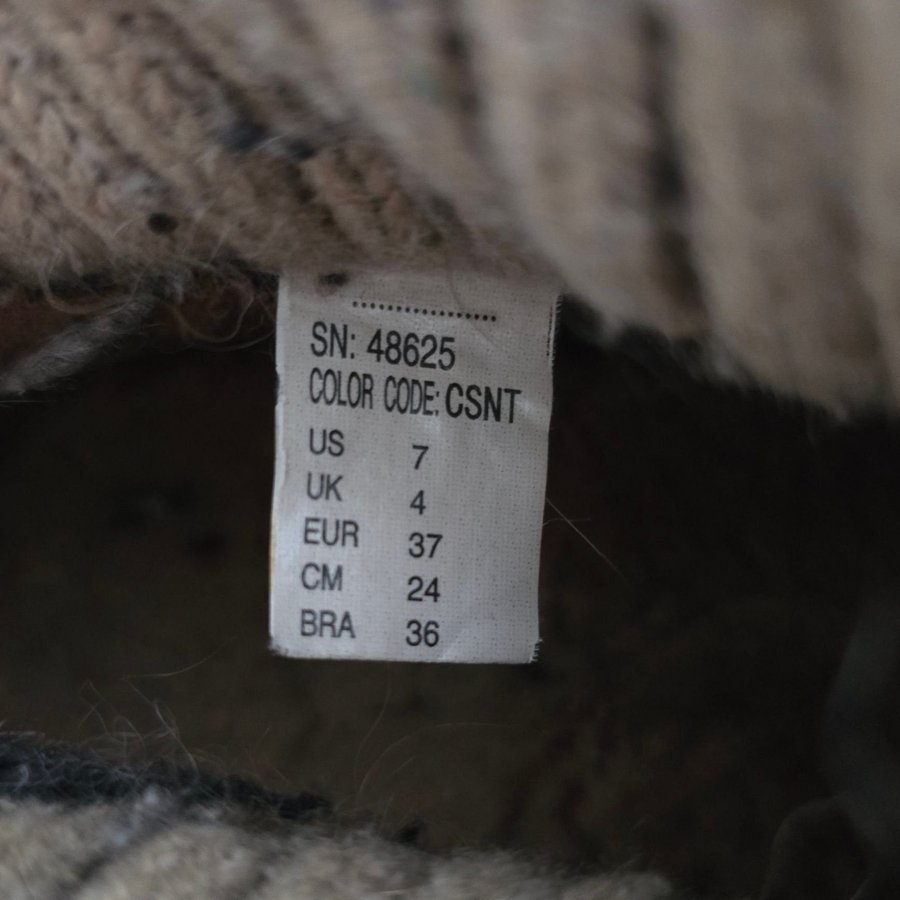 SN: 48625
COLOR CODE: CSNT
US 7
UK 4
EUR 37
CM 24
BRA 36